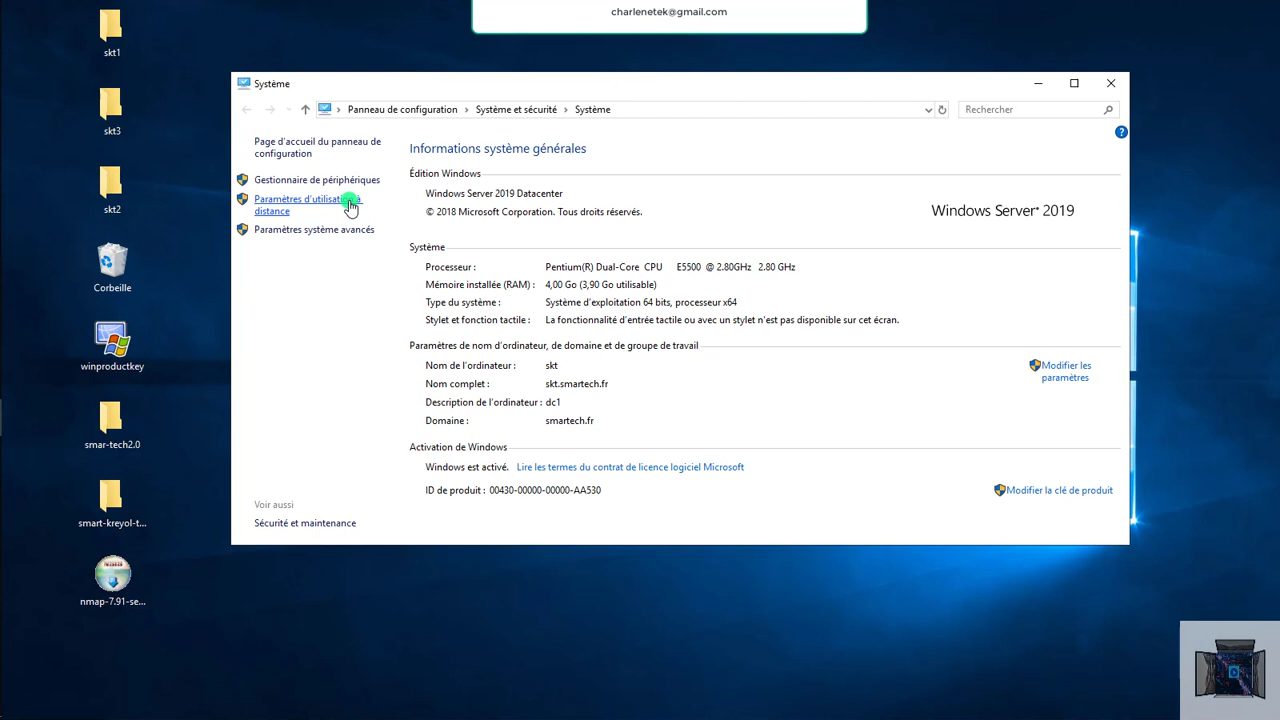 charlenetek@gmail.com
skt1
skt3
skt2
Corbeille
winproductkey
smar-tech2.0
smart-kreyol-t...
nmap-7.91-se...
Système
Panneau de configuration > Système et sécurité > Système
Rechercher
Page d'accueil du panneau de
configuration
Gestionnaire de périphériques
Paramètres d'utilisation à
distance
Paramètres système avancés
Voir aussi
Sécurité et maintenance
Informations système générales
Édition Windows
Windows Server 2019 Datacenter
© 2018 Microsoft Corporation. Tous droits réservés.
Windows Server® 2019
Système
Processeur : Pentium(R) Dual-Core CPU E5500 @ 2.80GHz 2.80 GHz
Mémoire installée (RAM) : 4,00 Go (3,90 Go utilisable)
Type du système : Système d'exploitation 64 bits, processeur x64
Stylet et fonction tactile : La fonctionnalité d'entrée tactile ou avec un stylet n'est pas disponible sur cet écran.
Paramètres de nom d'ordinateur, de domaine et de groupe de travail
Nom de l'ordinateur : skt
Modifier les
paramètres
Nom complet : skt.smartech.fr
Description de l'ordinateur : dc1
Domaine : smartech.fr
Activation de Windows
Windows est activé. Lire les termes du contrat de licence logiciel Microsoft
ID de produit : 00430-00000-00000-AA530
Modifier la clé de produit